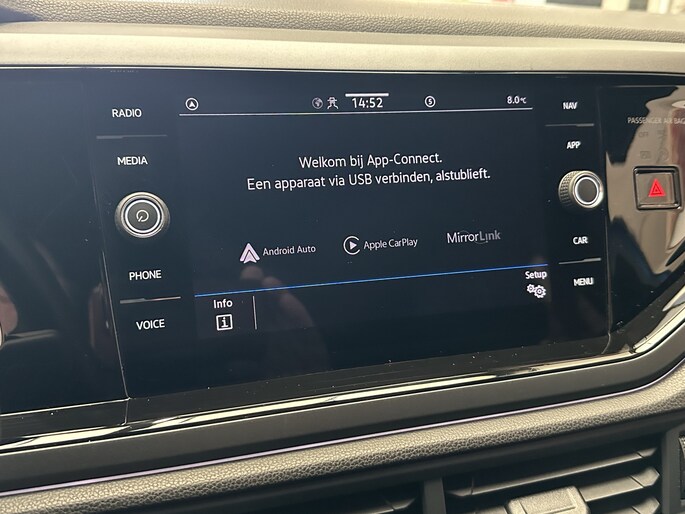 RADIO
MEDIA
PHONE
VOICE
14:52
5
8.0°C
Welkom bij App-Connect.
Een apparaat via USB verbinden, alstublieft.
Android Auto
Apple CarPlay
MirrorLink
Info
i
Setup
NAV
APP
CAR
MENU
PASSENGER AIR BAG